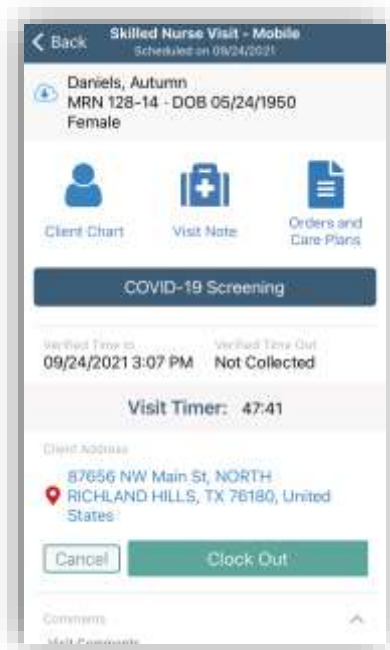 Back
Skilled Nurse Visit - Mobile
Scheduled on 09/24/2021
Daniels, Autumn
MRN 128-14 - DOB 05/24/1950
Female
Client Chart
Visit Note
Orders and
Care Plans
COVID-19 Screening
Verified Time In
Verified Time Out
09/24/2021 3:07 PM
Not Collected
Visit Timer: 47:41
Client Address
87656 NW Main St, NORTH
RICHLAND HILLS, TX 76180, United
States
Cancel
Clock Out
Comments
Visit Comments